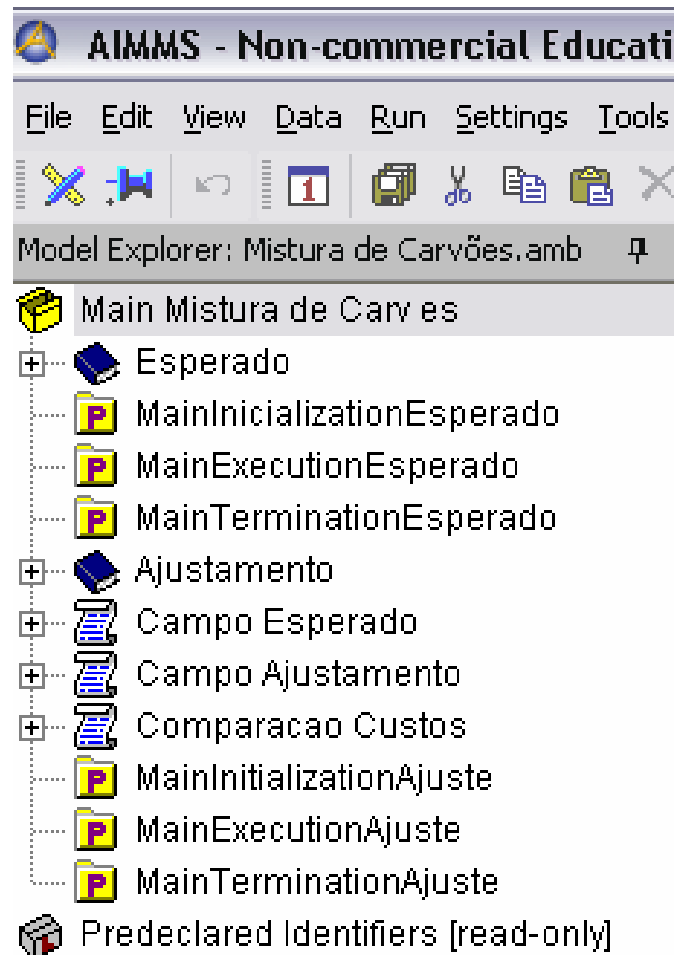 AIMMS - Non-commercial Educati
File Edit View Data Run Settings Tools
1
Model Explorer: Mistura de Carvões.amb
Main Mistura de Carv es
Esperado
P MainInicializationEsperado
P MainExecutionEsperado
P MainTerminationEsperado
Ajustamento
Campo Esperado
Campo Ajustamento
Comparacao Custos
P MainInitializationAjuste
P MainExecutionAjuste
P MainTerminationAjuste
Predeclared Identifiers [read-only]